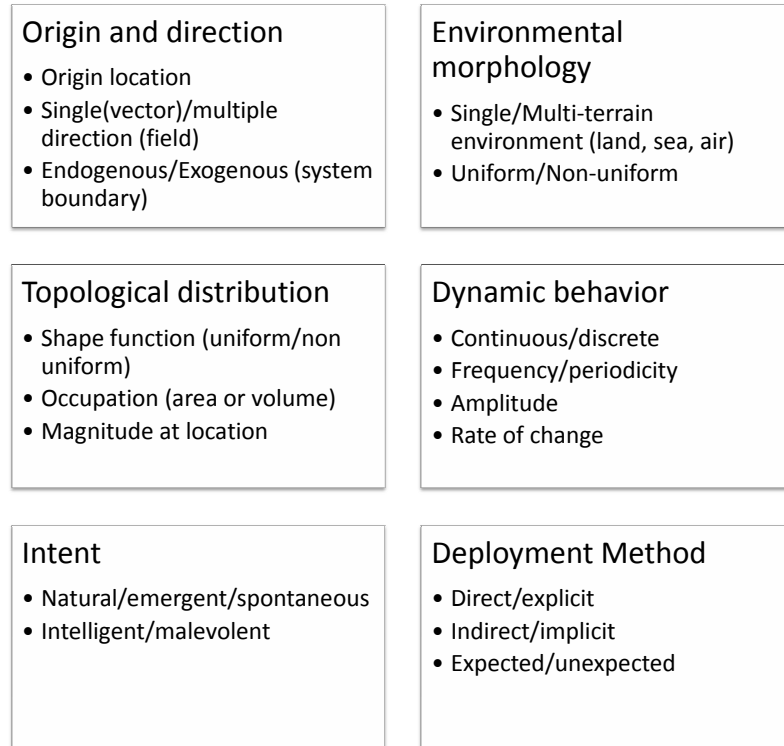 Origin and direction
• Origin location
• Single(vector)/multiple
direction (field)
• Endogenous/Exogenous (system
boundary)
Environmental
morphology
• Single/Multi-terrain
environment (land, sea, air)
• Uniform/Non-uniform
Topological distribution
• Shape function (uniform/non
uniform)
• Occupation (area or volume)
• Magnitude at location
Dynamic behavior
• Continuous/discrete
• Frequency/periodicity
• Amplitude
• Rate of change
Intent
• Natural/emergent/spontaneous
• Intelligent/malevolent
Deployment Method
• Direct/explicit
• Indirect/implicit
• Expected/unexpected